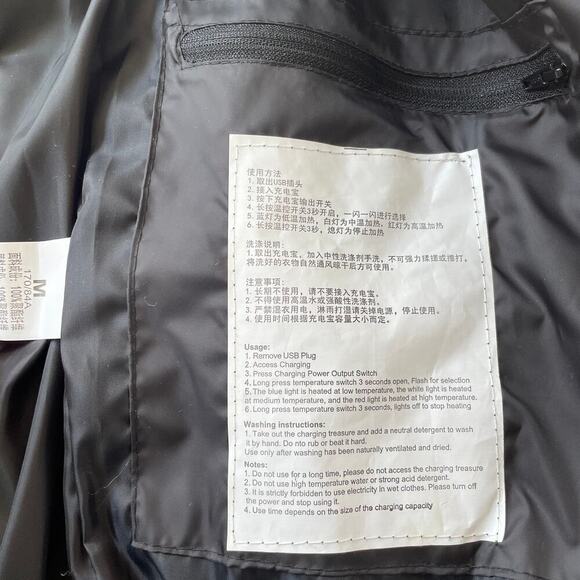 使用方法
1. 取出USB插头
2. 接入充电宝
3. 按下充电宝输出开关
4. 长按温控开关3秒开启，一闪一闪进行选择
5. 蓝灯为低温加热，白灯为中温加热，红灯为高温加热
6. 长按温控开关3秒，熄灯为停止加热
洗涤说明：
1. 取出充电宝，加入中性洗涤剂手洗，不可强力揉搓或捶打。
将洗好的衣物自然通风晾干后方可使用。
注意事项：
1. 长期不使用，请不要接入充电宝。
2. 不得使用高温水或强酸性洗涤剂。
3. 严禁湿衣用电，淋雨打湿请关掉电源，停止使用。
4. 使用时间根据充电宝容量大小而定。
Usage:
1. Remove USB Plug
2. Access Charging
3. Press Charging Power Output Switch
4. Long press temperature switch 3 seconds open, Flash for selection
5. The blue light is heated at low temperature, the white light is heated
at medium temperature, and the red light is heated at high temperature.
6. Long press temperature switch 3 seconds, lights off to stop heating
Washing instructions:
1. Take out the charging treasure and add a neutral detergent to wash
it by hand. Do nto rub or beat it hard.
Use only after washing has been naturally ventilated and dried.
Notes:
1. Do not use for a long time, please do not access the charging treasure
2. Do not use high temperature water or strong acid detergent.
3. It is strictly forbidden to use electricity in wet clothes. Please turn off
the power and stop using it.
4. Use time depends on the size of the charging capacity
M
17004A
100%
100%